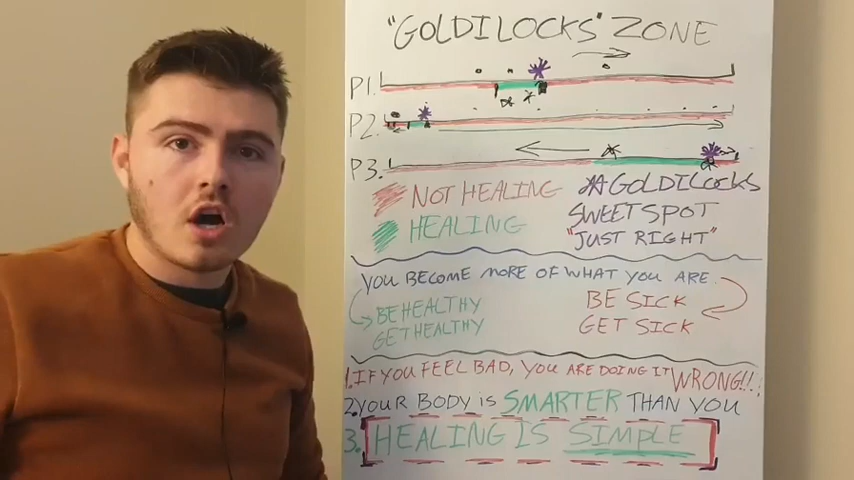 "GOLDILOCKS" ZONE
P1.
P2.
P3.
NOT HEALING
HEALING
GOLDILOCKS
SWEETSPOT
"JUST RIGHT"
YOU BECOME MORE OF WHAT YOU ARE.
BE HEALTHY
GET HEALTHY
BE SICK
GET SICK
1. IF YOU FEEL BAD, YOU ARE DOING IT WRONG!!!
2. YOUR BODY IS SMARTER THAN YOU
3. HEALING IS SIMPLE